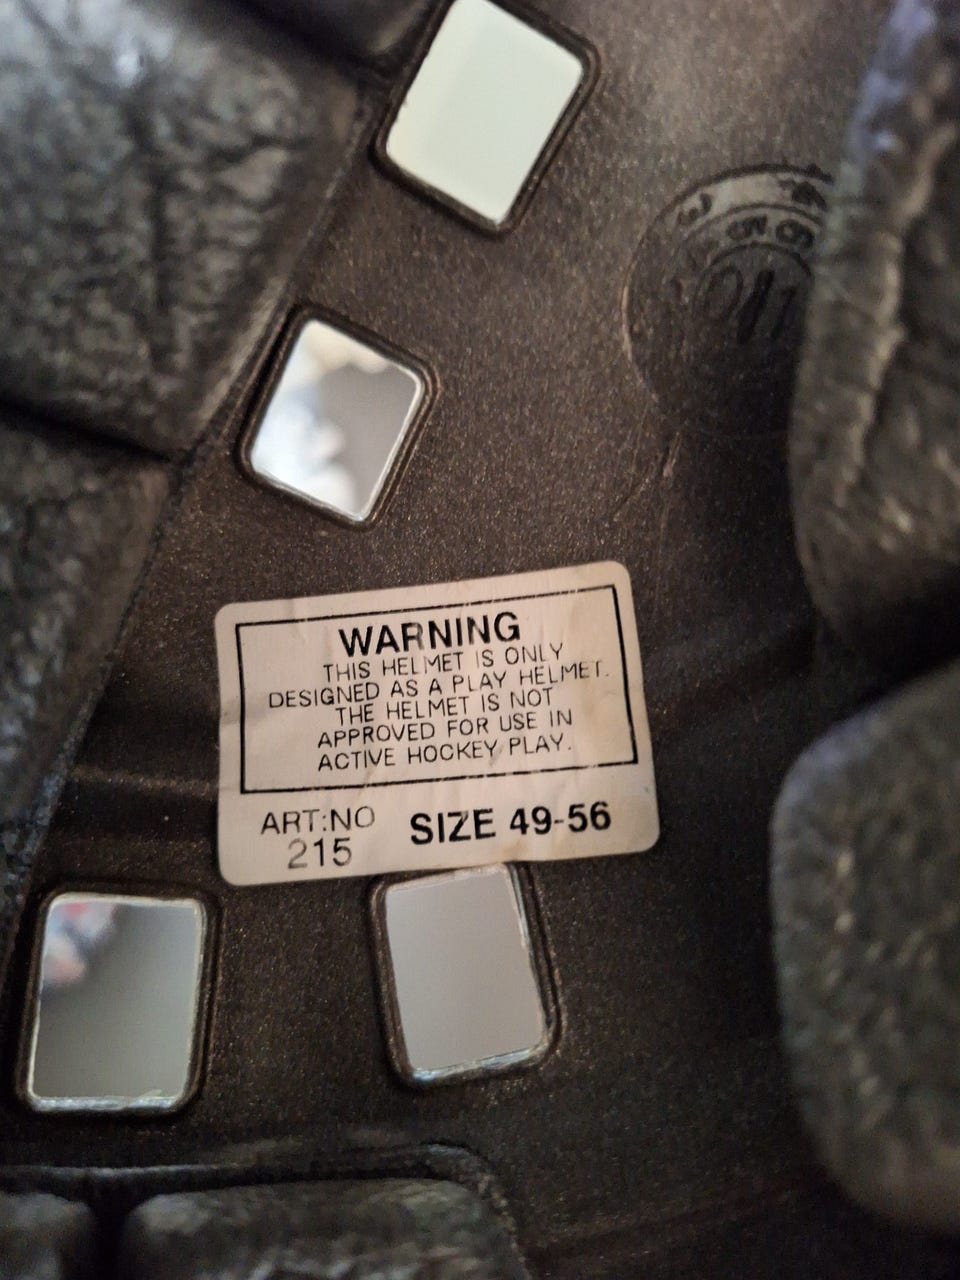 WARNING
THIS HELMET IS ONLY
DESIGNED AS A PLAY HELMET.
THE HELMET IS NOT
APPROVED FOR USE IN
ACTIVE HOCKEY PLAY.
ART:NO
215
SIZE 49-56